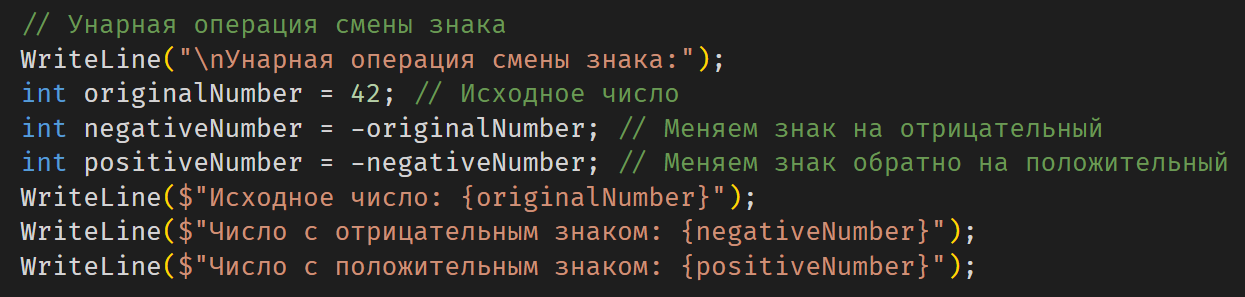 // Унарная операция смены знака
WriteLine("\nУнарная операция смены знака:");
int originalNumber = 42; // Исходное число
int negativeNumber = -originalNumber; // Меняем знак на отрицательный
int positiveNumber = -negativeNumber; // Меняем знак обратно на положительный
WriteLine($"Исходное число: {originalNumber}");
WriteLine($"Число с отрицательным знаком: {negativeNumber}");
WriteLine($"Число с положительным знаком: {positiveNumber}");